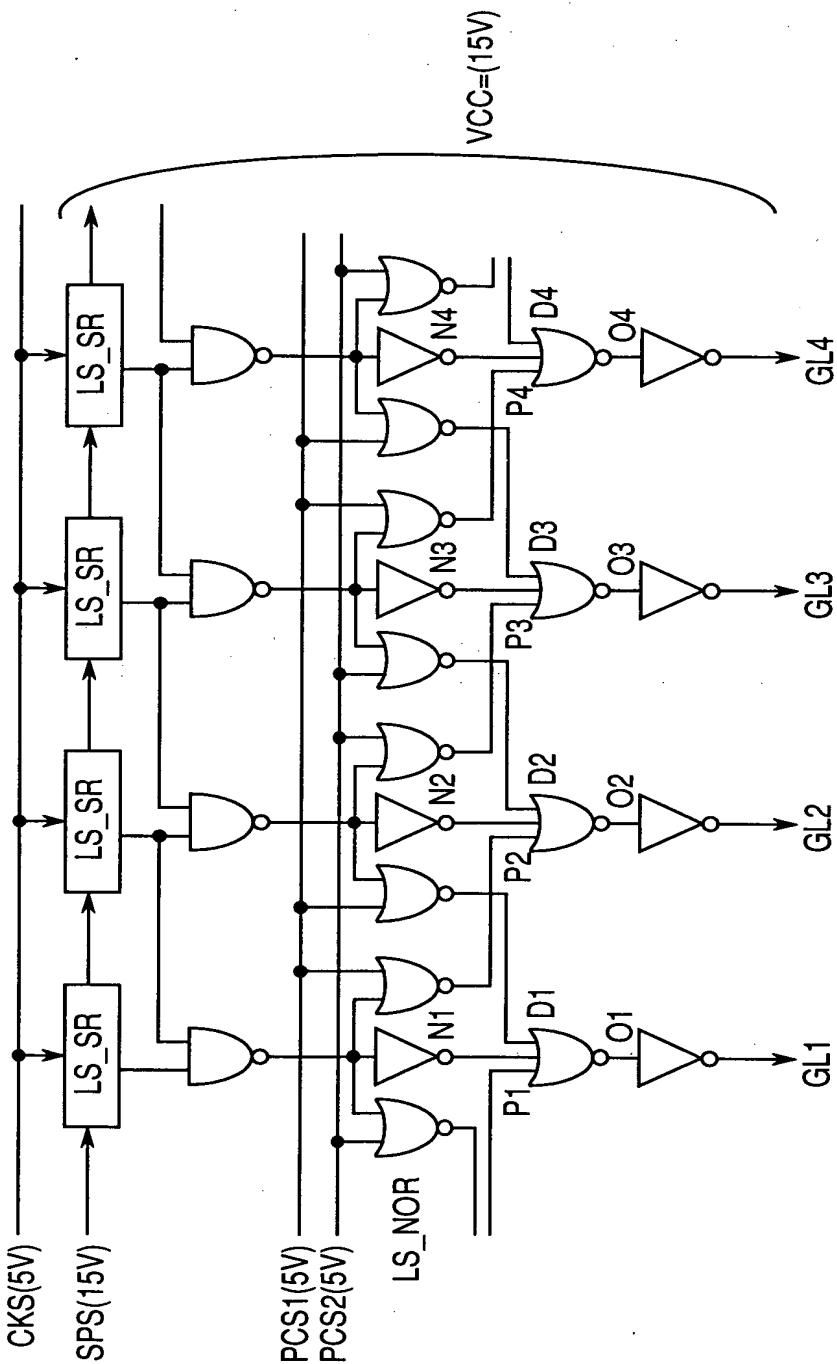 CKS(5V)
SPS(15V)
LS_SR LS_SR LS_SR LS_SR
VCC=(15V)
PCS1(5V)
PCS2(5V)
LS_NOR
N1 N2 N3 N4
P1 D1 P2 D2 P3 D3 P4 D4
O1 O2 O3 O4
GL1 GL2 GL3 GL4